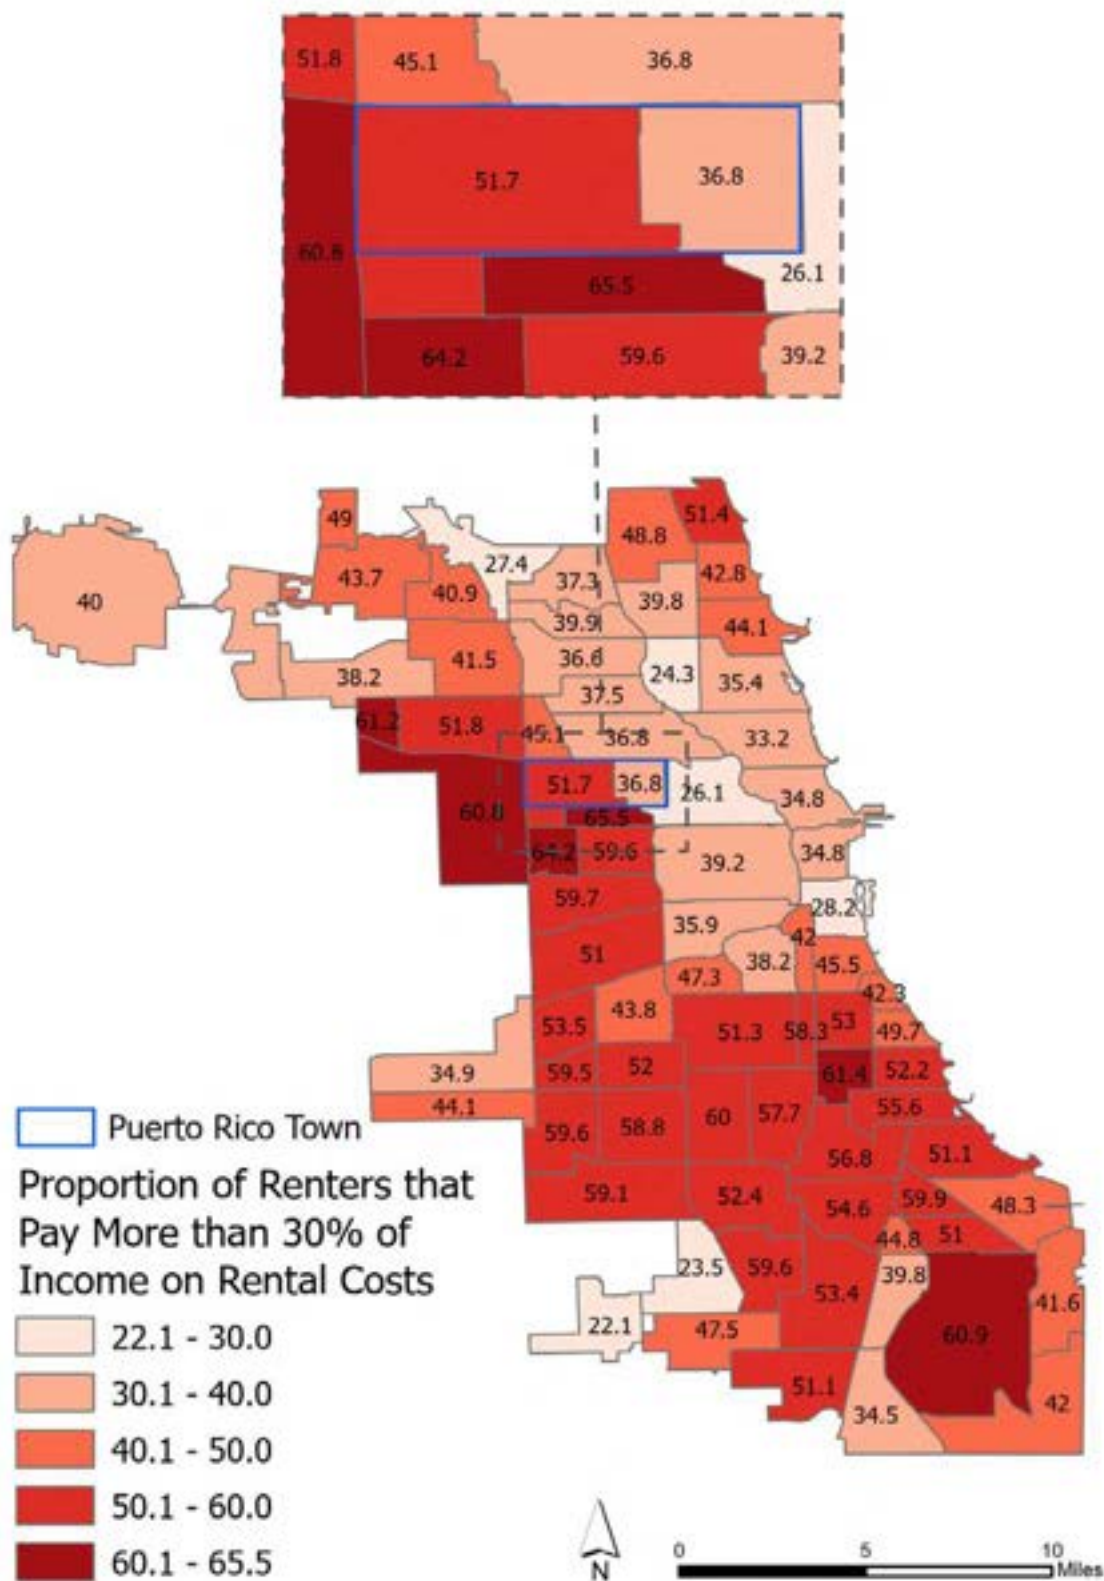 51.8 45.1 36.8
51.7 36.8
60.8 26.1
65.5
64.2 59.6 39.2
49 48.8 51.4
27.4
43.7 40.9 37.3 39.8 42.8
40
39.9 44.1
38.2 41.5 36.6 24.3 35.4
37.5
61.2 51.8 45.1 36.8 33.2
51.7 36.8 26.1 34.8
60.8 65.5
64.2 59.6 39.2 34.8
59.7 28.2
35.9 42
51 47.3 38.2 45.5
43.8 42.3
53.5 51.3 58.3 53 49.7
34.9 59.5 52 61.4 52.2
44.1 55.6
59.6 58.8 60 57.7
56.8 51.1
59.1 52.4 54.6 59.9 48.3
44.8 51
23.5 59.6 39.8
53.4 41.6
22.1 47.5 60.9
51.1 34.5 42
Puerto Rico Town
Proportion of Renters that
Pay More than 30% of
Income on Rental Costs
22.1 - 30.0
30.1 - 40.0
40.1 - 50.0
50.1 - 60.0
60.1 - 65.5
N
0 5 10
Miles